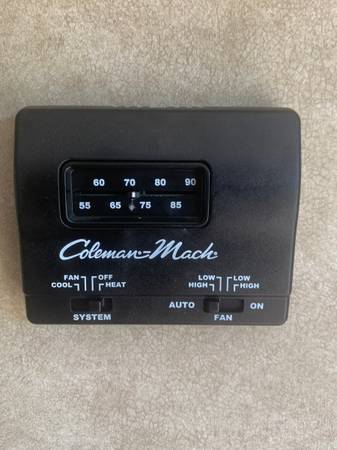 60 70 80 90
55 65 75 85
Coleman-Mach
FAN OFF LOW LOW
COOL HEAT HIGH HIGH
AUTO ON
SYSTEM FAN